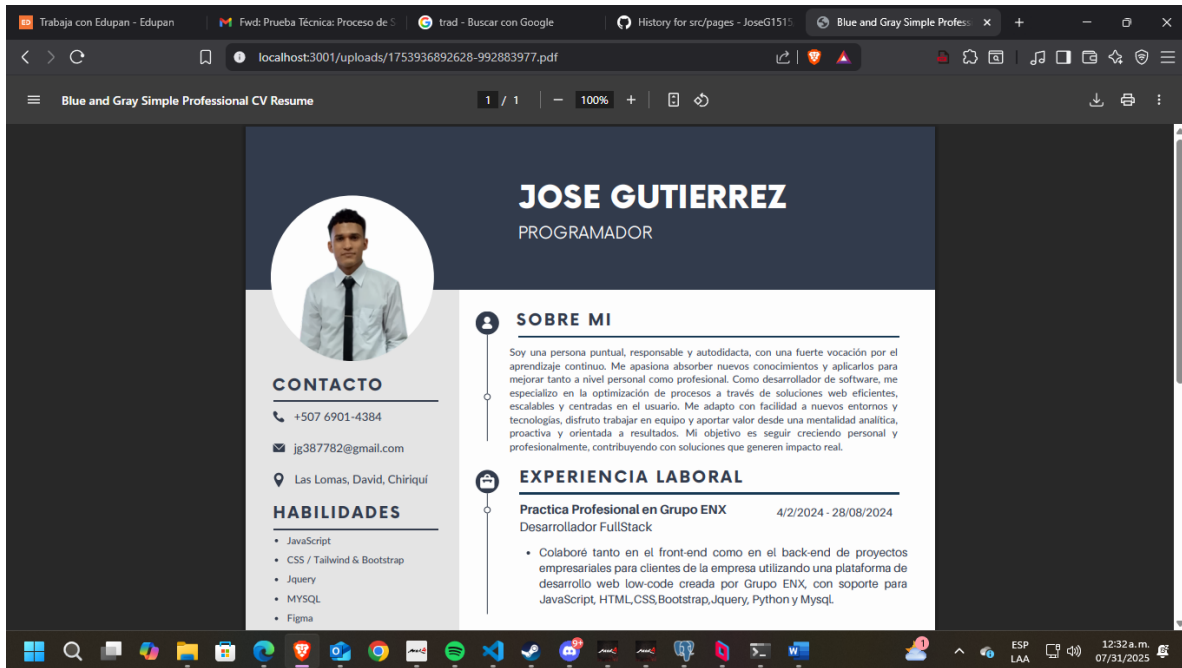 Trabaja con Edupan - Edupan
Fwd: Prueba Técnica: Proceso de S
trad - Buscar con Google
History for src/pages - JoseG1515
Blue and Gray Simple Profess
localhost:3001/uploads/1753936892628-992883977.pdf
Blue and Gray Simple Professional CV Resume
1 / 1
100%
JOSE GUTIERREZ
PROGRAMADOR
CONTACTO
+507 6901-4384
jg387782@gmail.com
Las Lomas, David, Chiriquí
HABILIDADES
• JavaScript
• CSS / Tailwind & Bootstrap
• Jquery
• MYSQL
• Figma
SOBRE MI
Soy una persona puntual, responsable y autodidacta, con una fuerte vocación por el
aprendizaje continuo. Me apasiona absorber nuevos conocimientos y aplicarlos para
mejorar tanto a nivel personal como profesional. Como desarrollador de software, me
especializo en la optimización de procesos a través de soluciones web eficientes,
escalables y centradas en el usuario. Me adapto con facilidad a nuevos entornos y
tecnologías, disfruto trabajar en equipo y aportar valor desde una mentalidad analítica,
proactiva y orientada a resultados. Mi objetivo es seguir creciendo personal y
profesionalmente, contribuyendo con soluciones que generen impacto real.
EXPERIENCIA LABORAL
Practica Profesional en Grupo ENX
4/2/2024 - 28/08/2024
Desarrollador FullStack
• Colaboré tanto en el front-end como en el back-end de proyectos
empresariales para clientes de la empresa utilizando una plataforma de
desarrollo web low-code creada por Grupo ENX, con soporte para
JavaScript, HTML,CSS,Bootstrap,Jquery, Python y Mysql.
ESP
LAA
12:32 a. m.
07/31/2025